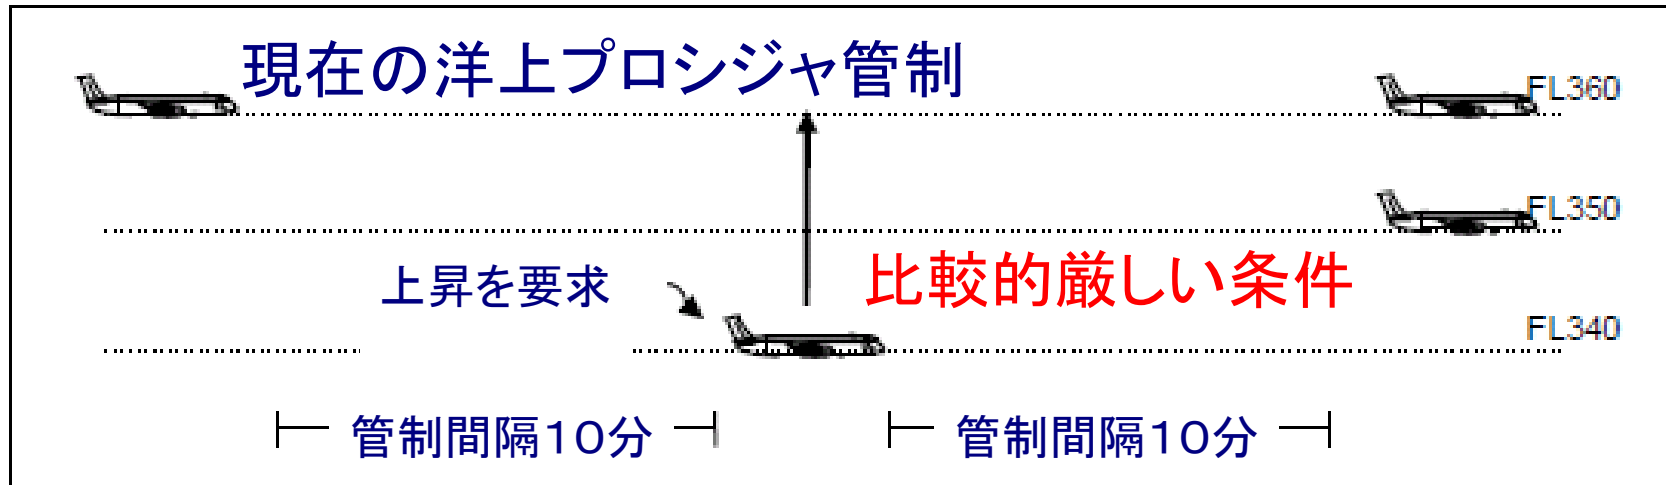 現在の洋上プロシジャ管制
FL360
FL350
上昇を要求
比較的厳しい条件
FL340
管制間隔10分
管制間隔10分